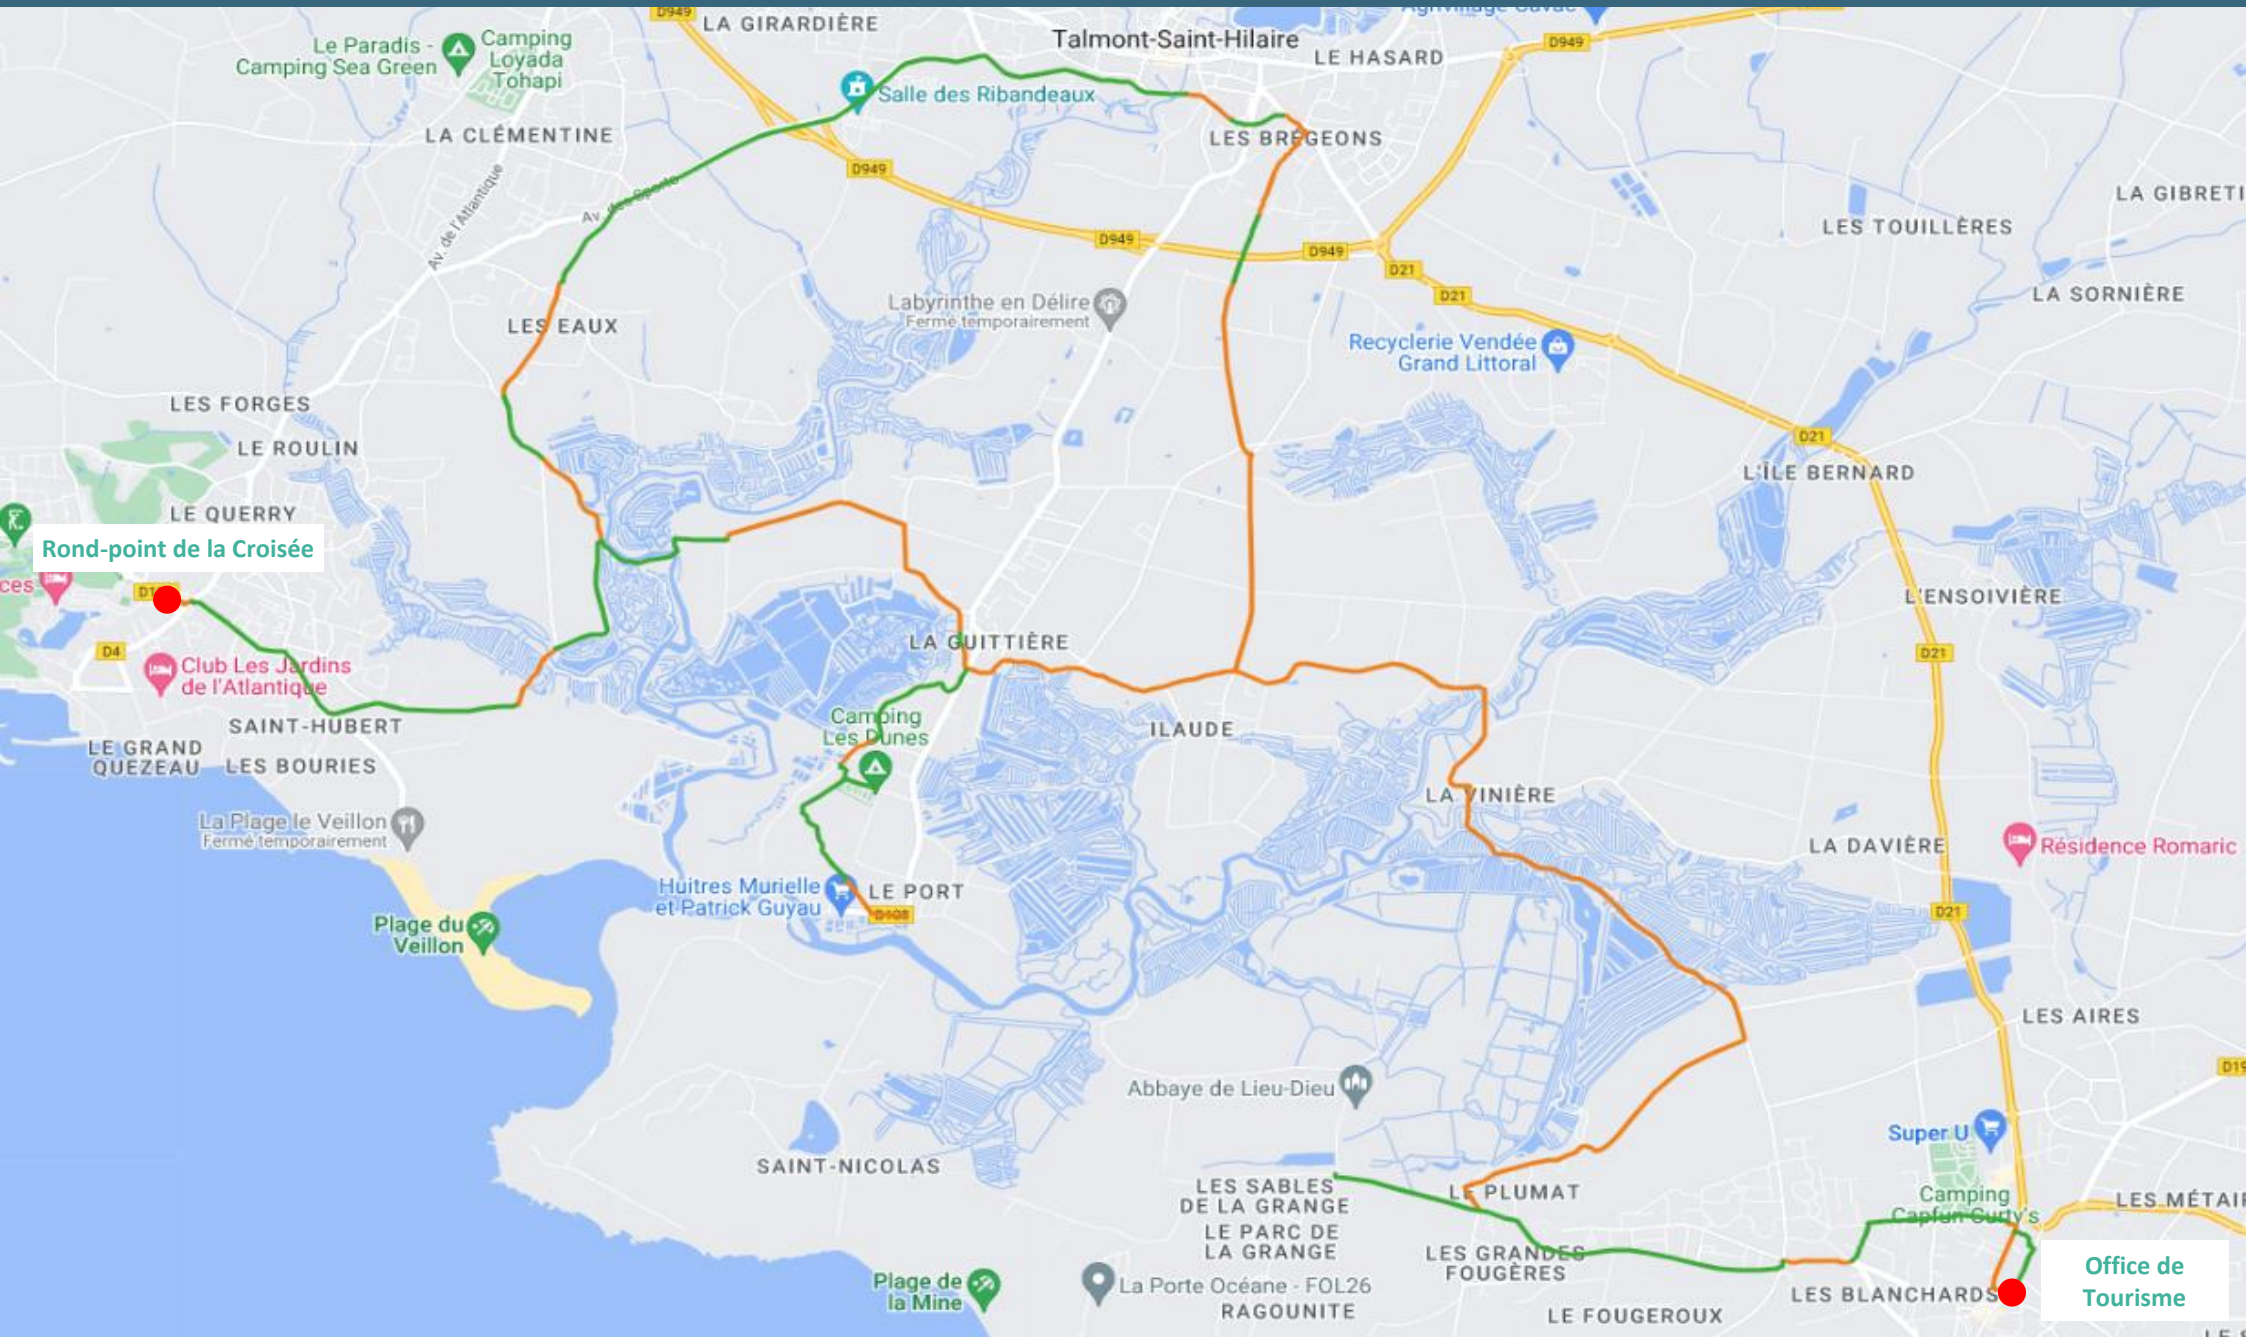 D949
LA GIRARDIÈRE
Talmont-Saint-Hilaire
LE HASARD
D949
Le Paradis -
Camping Sea Green
Camping
Loyada
Tohapi
Salle des Ribandeaux
LA CLÉMENTINE
LES BRÉGEONS
D949
Av. de l'Atlantique
Av. des Sports
LA GIBRETI
LES TOUILLÈRES
D949
D949
D21
D21
LA SORNIÈRE
Labyrinthe en Délire
Fermé temporairement
LES EAUX
Recyclerie Vendée
Grand Littoral
LES FORGES
LE ROULIN
D21
L'ÎLE BERNARD
LE QUERRY
Rond-point de la Croisée
ces
D1
L'ENSOIVIÈRE
D4
Club Les Jardins
de l'Atlantique
LA GUITTIÈRE
D21
SAINT-HUBERT
Camping
Les Dunes
ILAUDE
LE GRAND
QUEZEAU
LES BOURIES
LA VINIÈRE
La Plage le Veillon
Fermé temporairement
LA DAVIÈRE
Résidence Romaric
Huitres Murielle
et Patrick Guyau
LE PORT
D108
D21
Plage du
Veillon
LES AIRES
D19
Abbaye de Lieu-Dieu
Super U
SAINT-NICOLAS
LES SABLES
DE LA GRANGE
LE PARC DE
LA GRANGE
LE PLUMAT
Camping
Capfun Curty's
LES MÉTAIR
LES GRANDES
FOUGÈRES
Office de
Tourisme
Plage de
la Mine
La Porte Océane - FOL26
RAGOUNITE
LES BLANCHARDS
LE FOUGEROUX